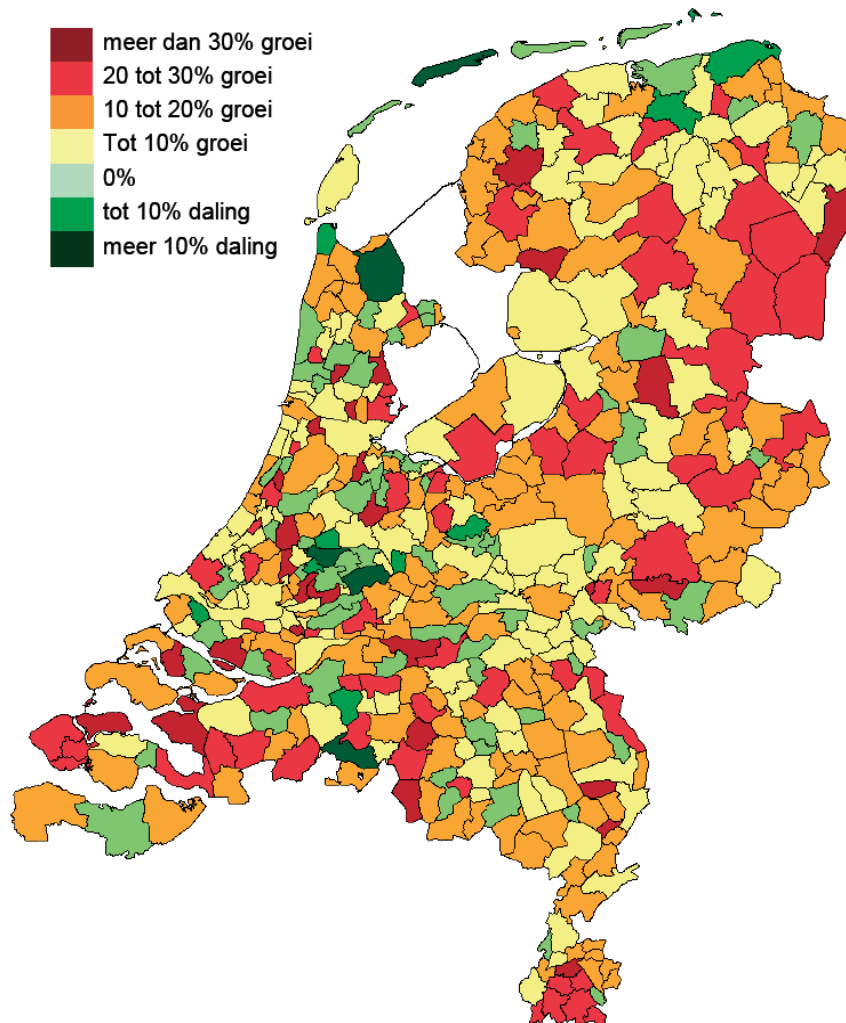 meer dan 30% groei
20 tot 30% groei
10 tot 20% groei
Tot 10% groei
0%
tot 10% daling
meer 10% daling